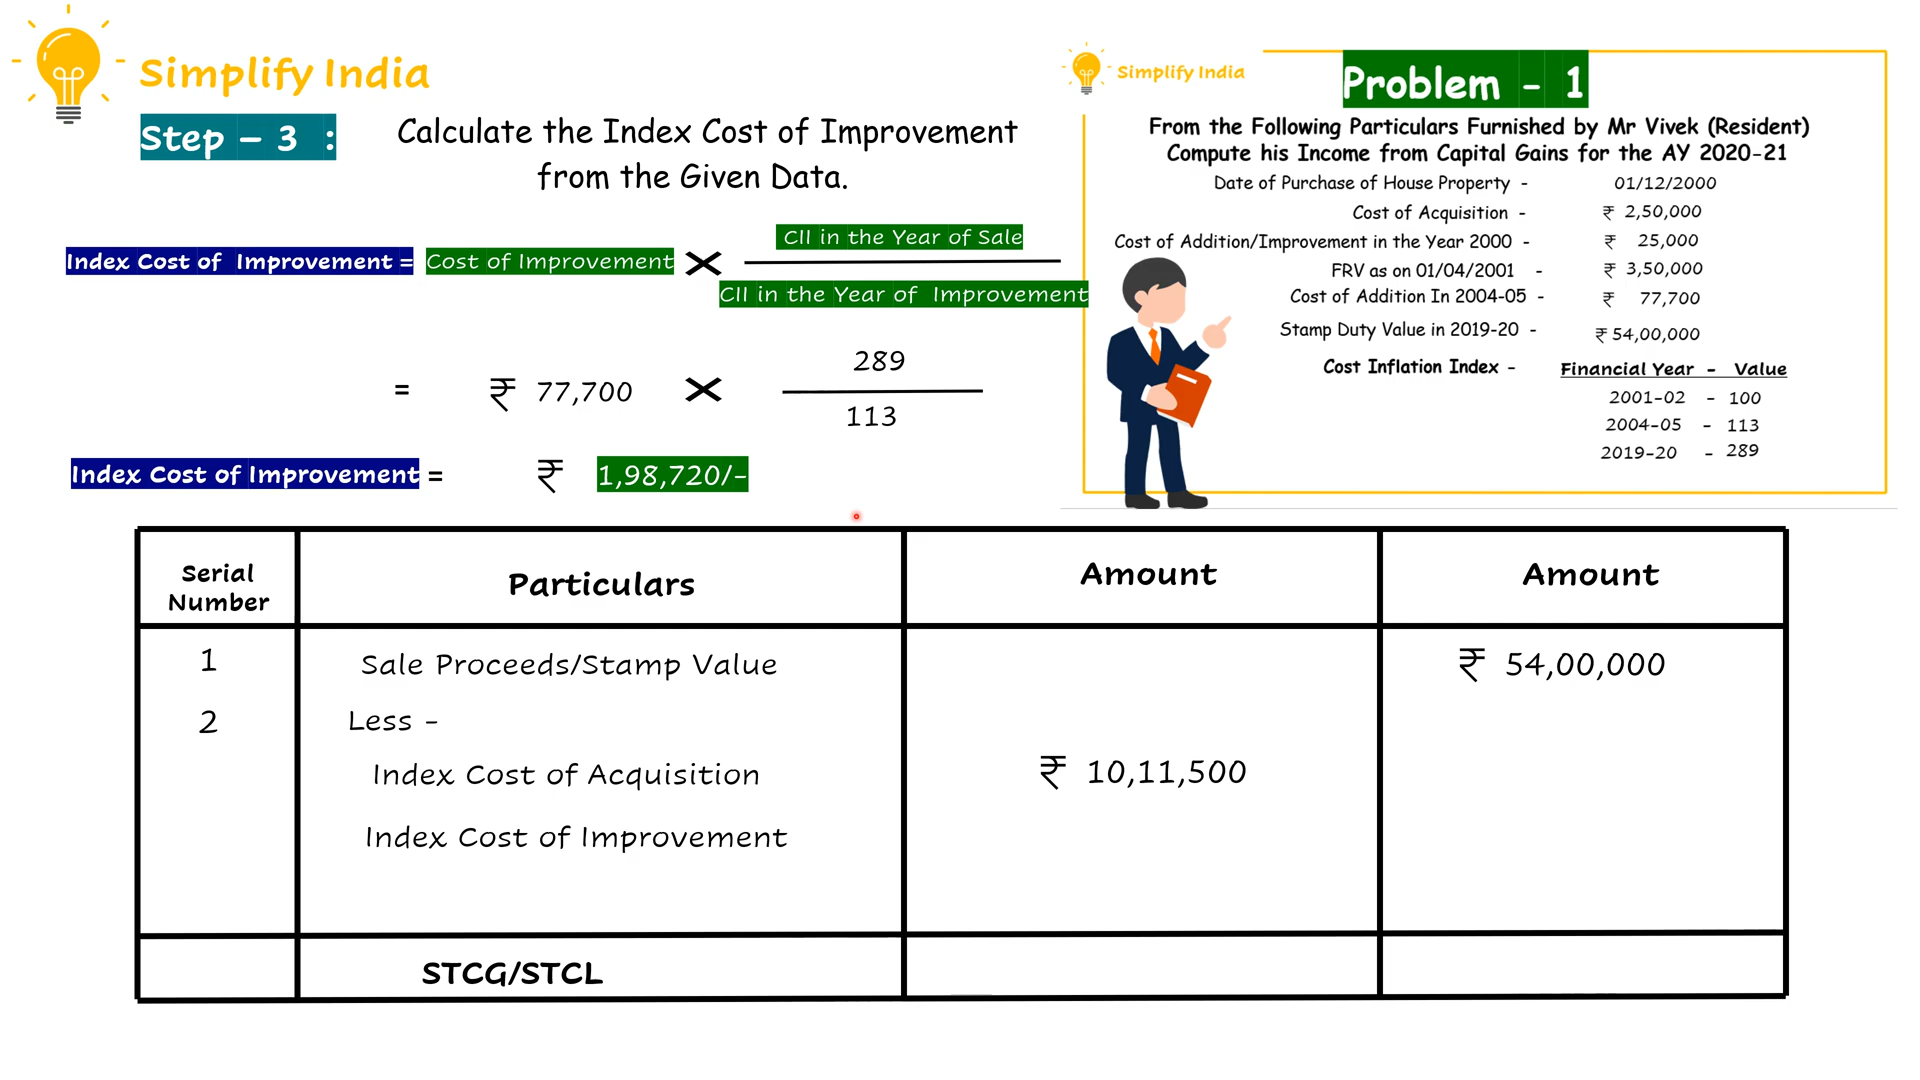 Simplify India
Step – 3 :
Calculate the Index Cost of Improvement
from the Given Data.
Index Cost of Improvement = Cost of Improvement × CII in the Year of Sale
CII in the Year of Improvement
= ₹ 77,700 × 289
113
Index Cost of Improvement = ₹ 1,98,720/-
Simplify India
Problem - 1
From the Following Particulars Furnished by Mr Vivek (Resident)
Compute his Income from Capital Gains for the AY 2020-21
Date of Purchase of House Property - 01/12/2000
Cost of Acquisition - ₹ 2,50,000
Cost of Addition/Improvement in the Year 2000 - ₹ 25,000
FRV as on 01/04/2001 - ₹ 3,50,000
Cost of Addition In 2004-05 - ₹ 77,700
Stamp Duty Value in 2019-20 - ₹ 54,00,000
Cost Inflation Index - Financial Year - Value
2001-02 - 100
2004-05 - 113
2019-20 - 289
Serial
Number
Particulars
Amount
Amount
1 Sale Proceeds/Stamp Value ₹ 54,00,000
2 Less -
Index Cost of Acquisition ₹ 10,11,500
Index Cost of Improvement
STCG/STCL